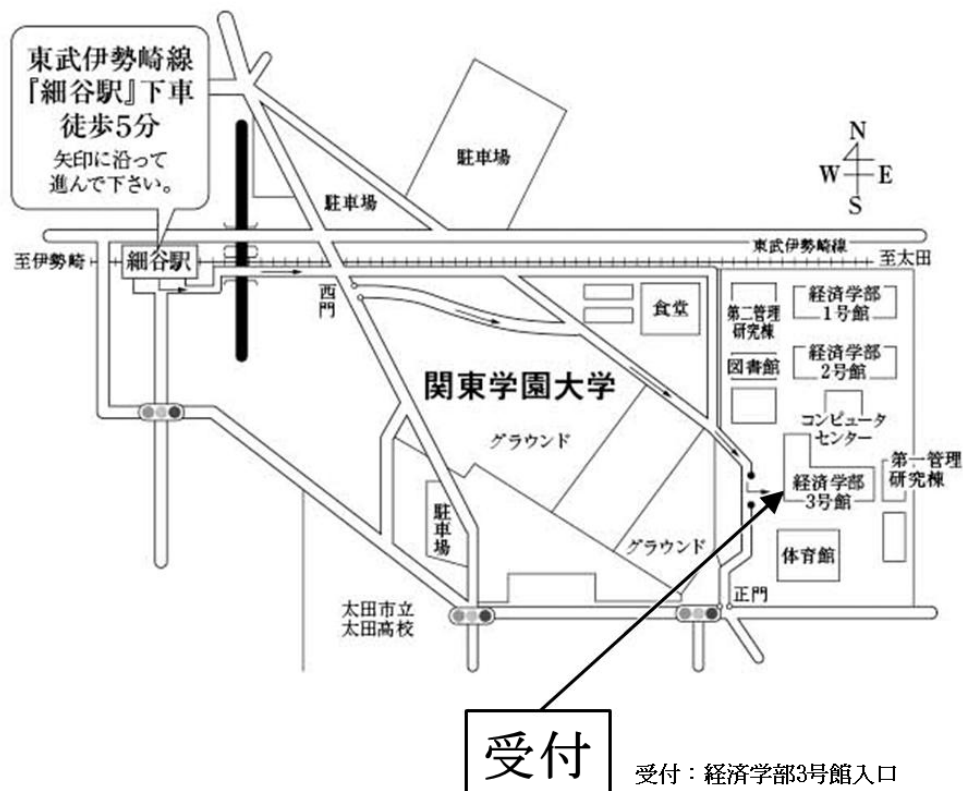 東武伊勢崎線
『細谷駅』下車
徒歩5分
矢印に沿って
進んで下さい。
駐車場
駐車場
N
W E
S
東武伊勢崎線
至伊勢崎
細谷駅
至太田
西門
食堂
第二管理
研究棟
経済学部
1号館
図書館
経済学部
2号館
関東学園大学
グラウンド
コンピュータ
センター
第一管理
研究棟
経済学部
3号館
駐車場
グラウンド
体育館
正門
太田市立
太田高校
受付
受付:経済学部3号館入口